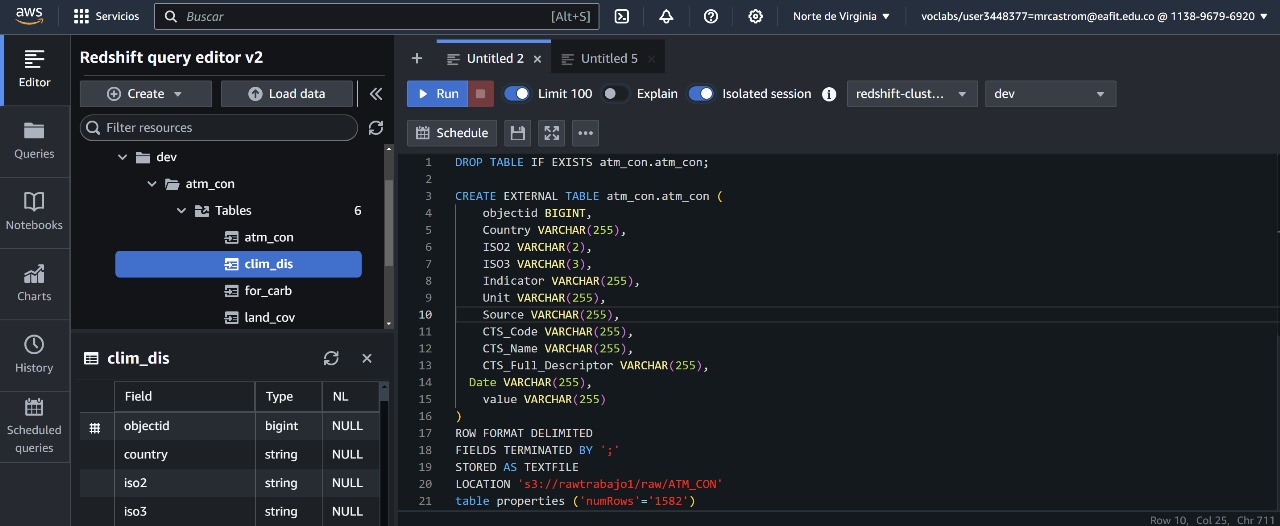 aws
Servicios
Buscar [Alt+S]
Norte de Virginia
voclabs/user3448377=mrcastrom@eafit.edu.co @ 1138-9679-6920
Editor
Queries
Notebooks
Charts
History
Scheduled
queries
Redshift query editor v2
Create
Load data
Filter resources
dev
atm_con
Tables 6
atm_con
clim_dis
for_carb
land_cov
clim_dis
Field Type NL
objectid bigint NULL
country string NULL
iso2 string NULL
iso3 string NULL
Untitled 2
Untitled 5
Run
Limit 100
Explain
Isolated session
redshift-clust...
dev
Schedule
1 DROP TABLE IF EXISTS atm_con.atm_con;
2
3 CREATE EXTERNAL TABLE atm_con.atm_con (
4 objectid BIGINT,
5 Country VARCHAR(255),
6 ISO2 VARCHAR(2),
7 ISO3 VARCHAR(3),
8 Indicator VARCHAR(255),
9 Unit VARCHAR(255),
10 Source VARCHAR(255),
11 CTS_Code VARCHAR(255),
12 CTS_Name VARCHAR(255),
13 CTS_Full_Descriptor VARCHAR(255),
14 Date VARCHAR(255),
15 value VARCHAR(255)
16 )
17 ROW FORMAT DELIMITED
18 FIELDS TERMINATED BY ';'
19 STORED AS TEXTFILE
20 LOCATION 's3://rawtrabajo1/raw/ATM_CON'
21 table properties ('numRows'='1582')
Row 10, Col 25, Chr 711